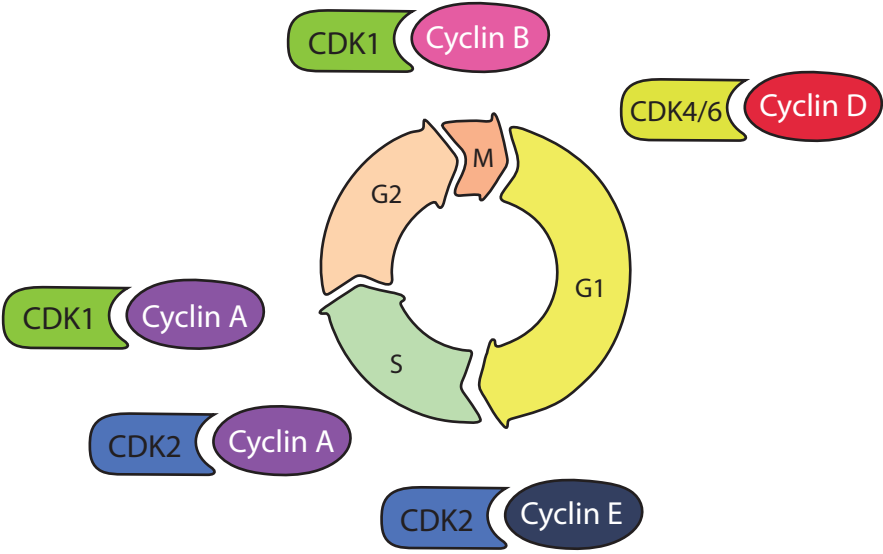 CDK1 Cyclin B
CDK4/6 Cyclin D
M
G2
G1
CDK1 Cyclin A
S
CDK2 Cyclin A
CDK2 Cyclin E